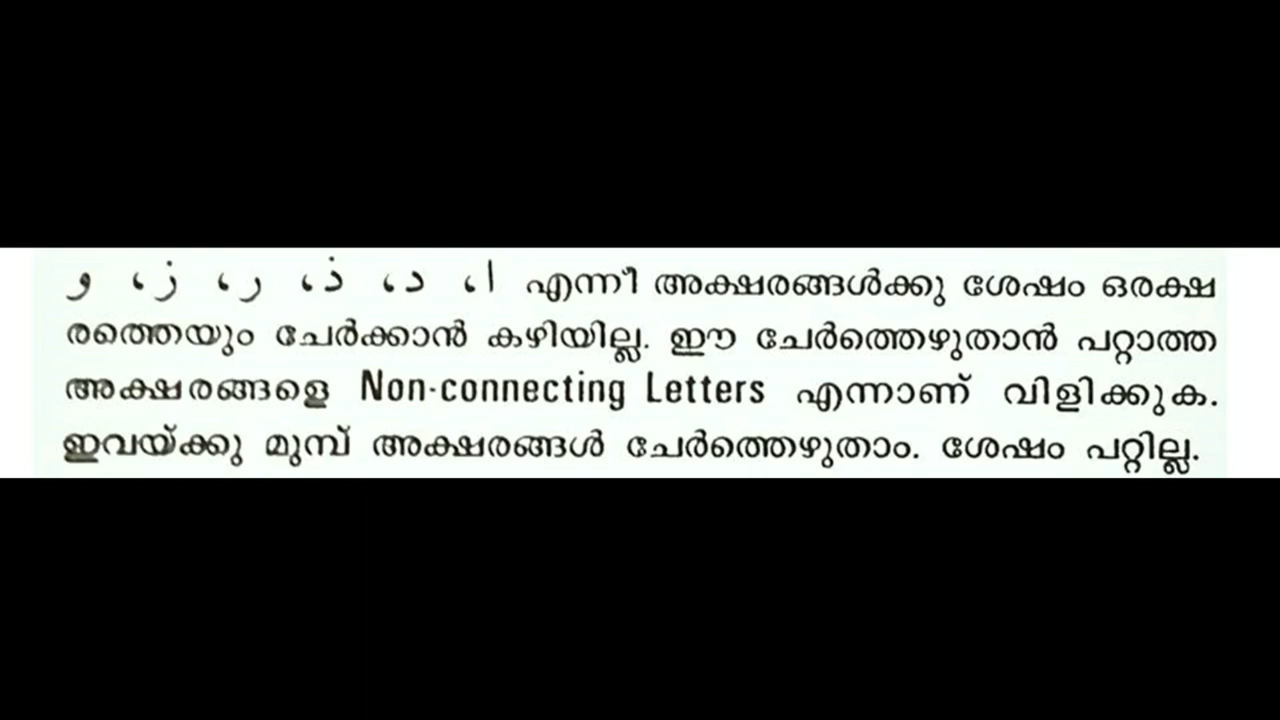 ا ، د ، ذ ، ر ، ز ، و എന്നീ അക്ഷരങ്ങൾക്കു ശേഷം ഒരക്ഷ
രത്തെയും ചേർക്കാൻ കഴിയില്ല. ഈ ചേർത്തെഴുതാൻ പറ്റാത്ത
അക്ഷരങ്ങളെ Non-connecting Letters എന്നാണ് വിളിക്കുക.
ഇവയ്ക്കു മുമ്പ് അക്ഷരങ്ങൾ ചേർത്തെഴുതാം. ശേഷം പറ്റില്ല.